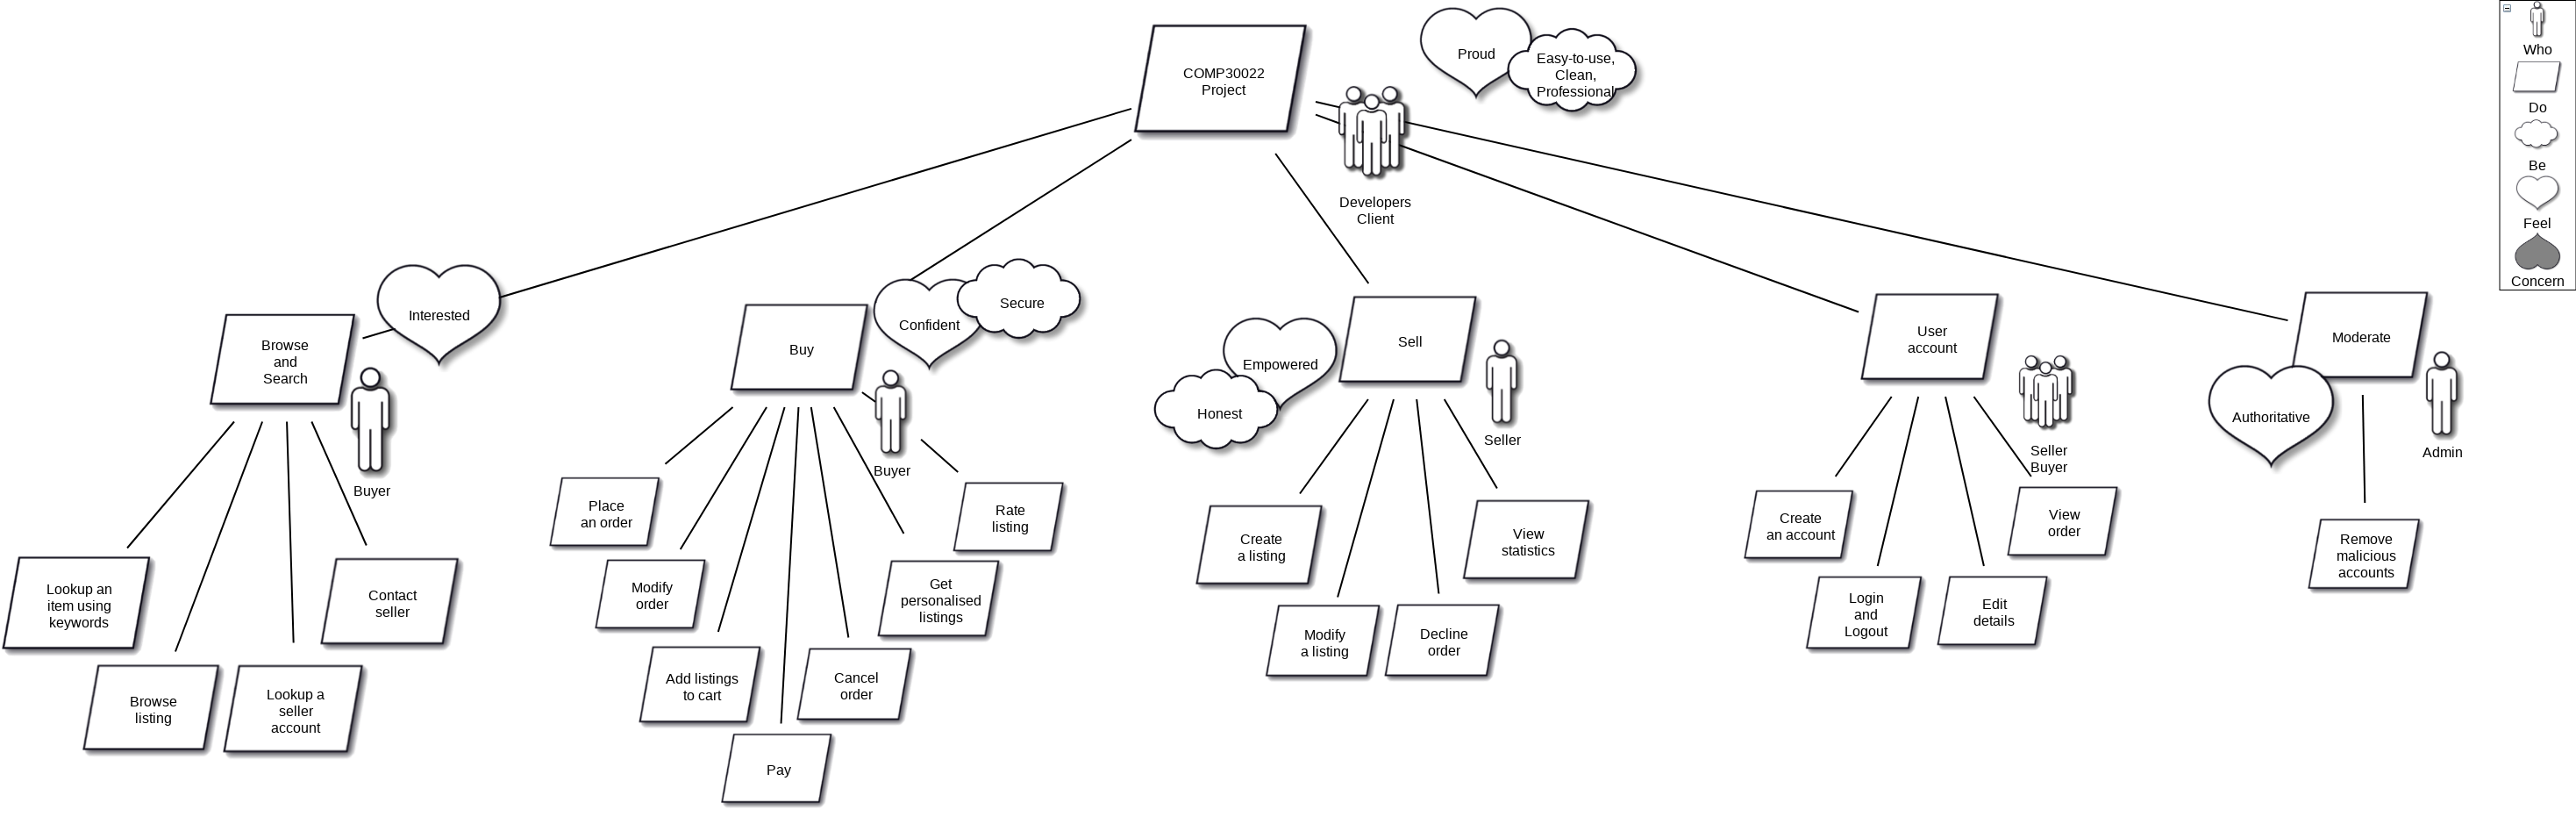 COMP30022
Project
Proud
Easy-to-use,
Clean,
Professional
Developers
Client
Who
Do
Be
Feel
Concern
Browse
and
Search
Interested
Buyer
Lookup an
item using
keywords
Browse
listing
Lookup a
seller
account
Contact
seller
Buy
Confident
Secure
Buyer
Place
an order
Modify
order
Add listings
to cart
Pay
Cancel
order
Get
personalised
listings
Rate
listing
Sell
Empowered
Honest
Seller
Create
a listing
Modify
a listing
Decline
order
View
statistics
User
account
Seller
Buyer
Create
an account
Login
and
Logout
Edit
details
View
order
Moderate
Authoritative
Admin
Remove
malicious
accounts